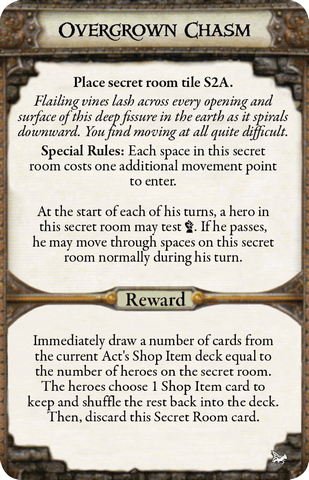 Overgrown Chasm
Place secret room tile S2A.
Flailing vines lash across every opening and
surface of this deep fissure in the earth as it spirals
downward. You find moving at all quite difficult.
Special Rules: Each space in this secret
room costs one additional movement point
to enter.
At the start of each of his turns, a hero in
this secret room may test . If he passes,
he may move through spaces on this secret
room normally during his turn.
Reward
Immediately draw a number of cards from
the current Act's Shop Item deck equal to
the number of heroes on the secret room.
The heroes choose 1 Shop Item card to
keep and shuffle the rest back into the deck.
Then, discard this Secret Room card.